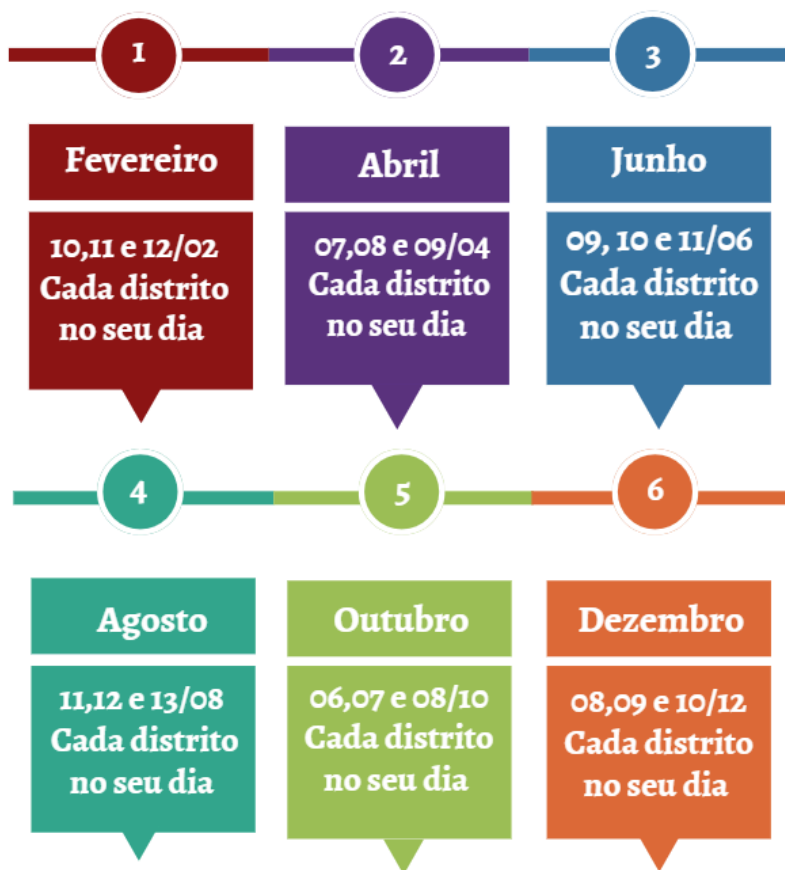 1
2
3
Fevereiro
10,11 e 12/02
Cada distrito
no seu dia
Abril
07,08 e 09/04
Cada distrito
no seu dia
Junho
09, 10 e 11/06
Cada distrito
no seu dia
4
5
6
Agosto
11,12 e 13/08
Cada distrito
no seu dia
Outubro
06,07 e 08/10
Cada distrito
no seu dia
Dezembro
08,09 e 10/12
Cada distrito
no seu dia